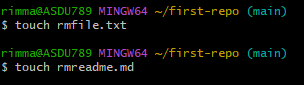 rimma@ASDU789 MINGW64 ~/first-repo (main)
$ touch rmfile.txt
rimma@ASDU789 MINGW64 ~/first-repo (main)
$ touch rmreadme.md